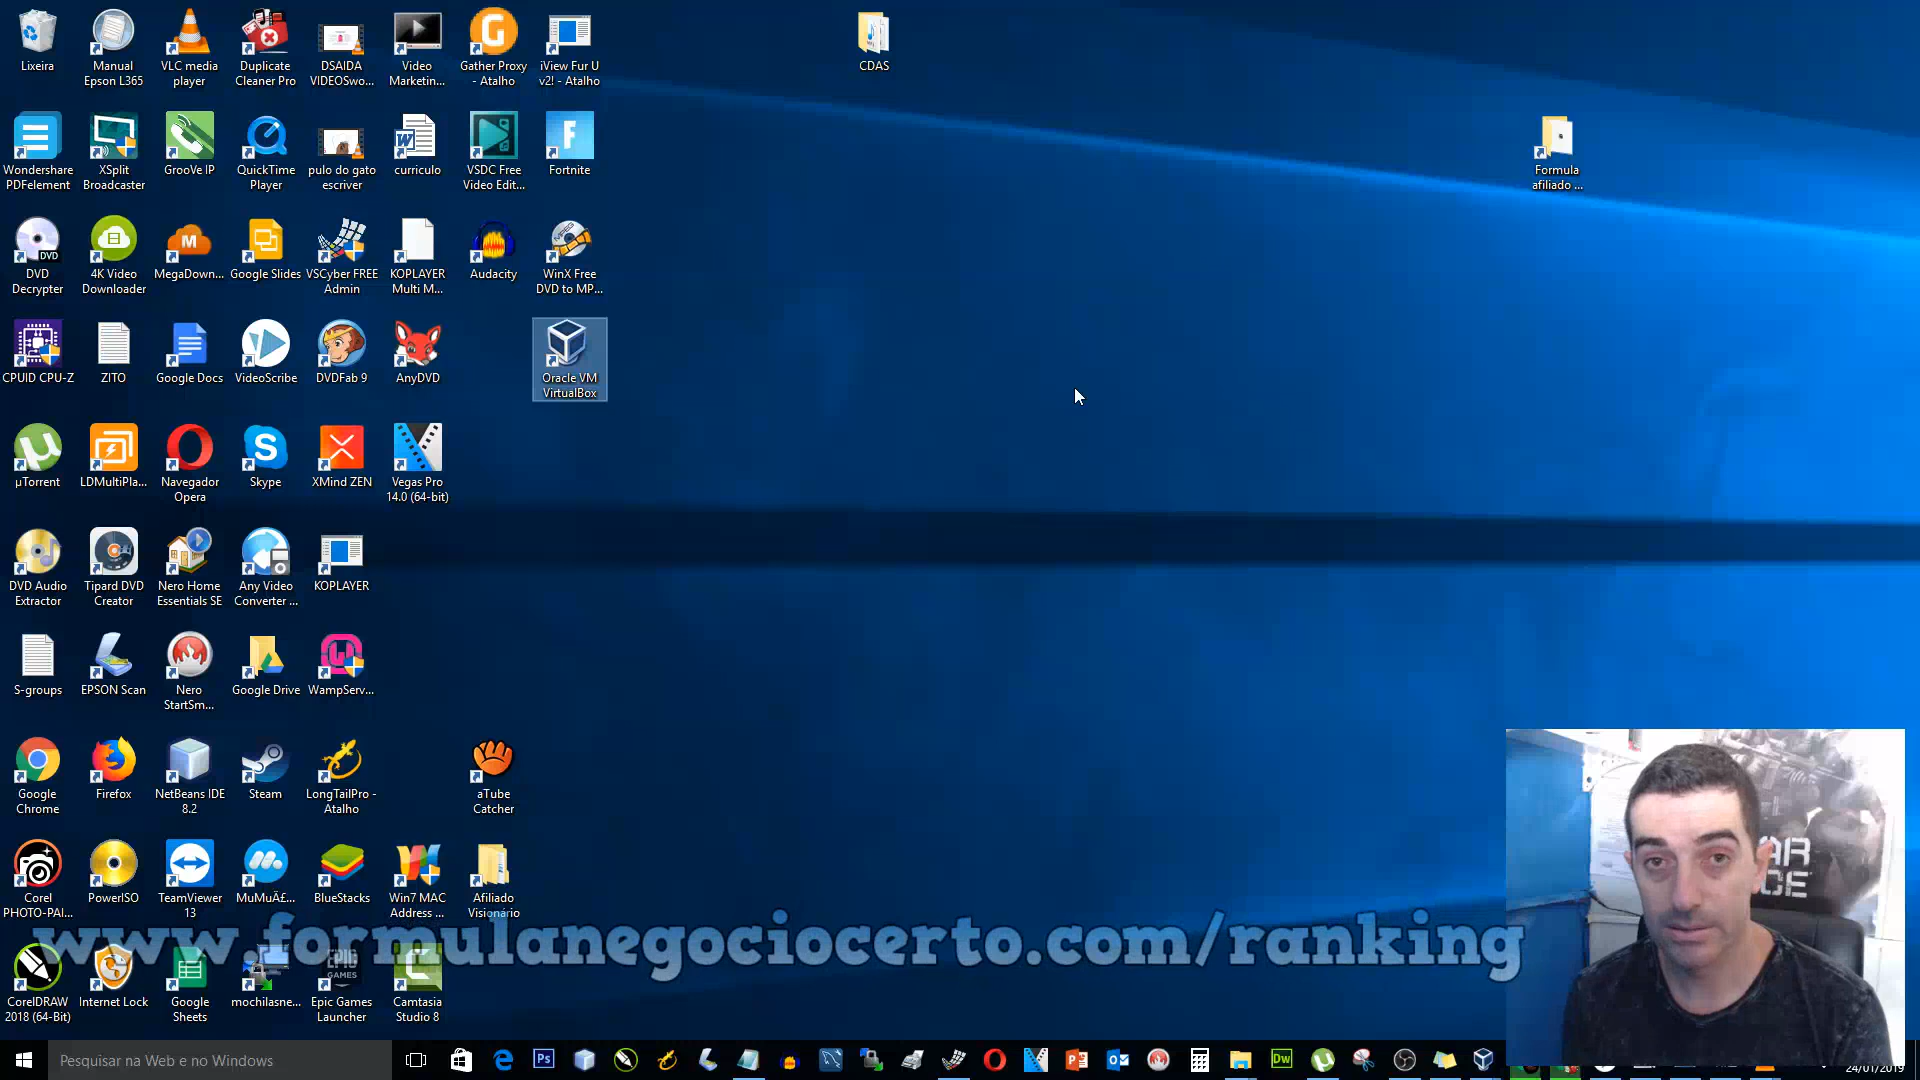 Lixeira
Manual
Epson L365
VLC media
player
Duplicate
Cleaner Pro
DSAIDA
VIDEOSwo...
Video
Marketin...
Gather Proxy
- Atalho
iView Fur U
v2! - Atalho
CDAS
Wondershare
PDFelement
XSplit
Broadcaster
GrooVe IP
QuickTime
Player
pulo do gato
escriver
curriculo
VSDC Free
Video Edit...
Fortnite
Formula
afiliado ...
DVD
DVD
Decrypter
4K Video
Downloader
MegaDown...
Google Slides
VSCyber FREE
Admin
KOPLAYER
Multi M...
Audacity
WinX Free
DVD to MP...
CPUID CPU-Z
ZITO
Google Docs
VideoScribe
DVDFab 9
AnyDVD
Oracle VM
VirtualBox
µTorrent
LDMultiPla...
Navegador
Opera
Skype
XMind ZEN
Vegas Pro
14.0 (64-bit)
DVD Audio
Extractor
Tipard DVD
Creator
Nero Home
Essentials SE
Any Video
Converter ...
KOPLAYER
S-groups
EPSON Scan
Nero
StartSm...
Google Drive
WampServ...
Google
Chrome
Firefox
NetBeans IDE
8.2
Steam
LongTailPro -
Atalho
aTube
Catcher
Corel
PHOTO-PAI...
PowerISO
TeamViewer
13
MuMuÃ£...
BlueStacks
Win7 MAC
Address ...
Afiliado
Visionário
www.formulanegociocerto.com/ranking
EPIC
GAMES
CorelDRAW
2018 (64-Bit)
Internet Lock
Google
Sheets
mochilasne...
Epic Games
Launcher
Camtasia
Studio 8
Pesquisar na Web e no Windows
24/01/2019